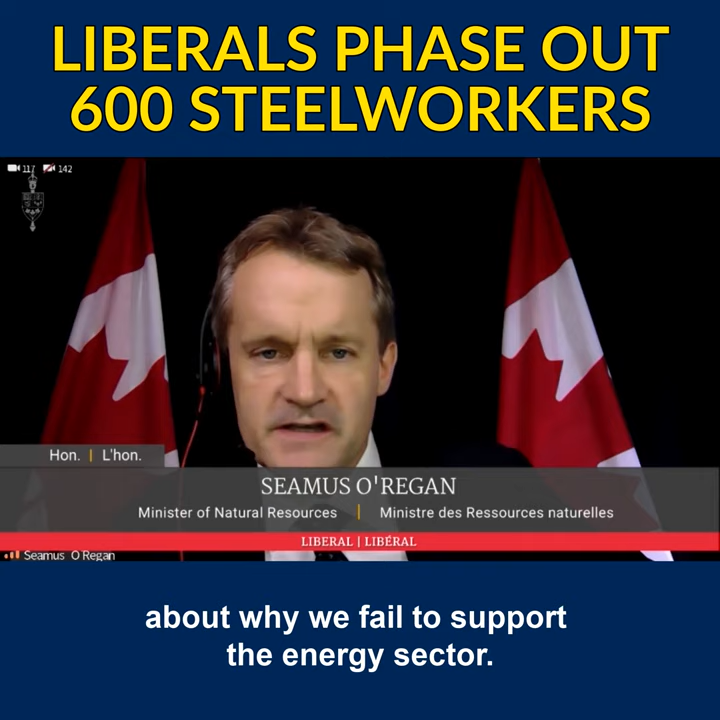 LIBERALS PHASE OUT
600 STEELWORKERS
117 142
Hon. | L'hon.
SEAMUS O'REGAN
Minister of Natural Resources | Ministre des Ressources naturelles
LIBERAL | LIBÉRAL
Seamus O Regan
about why we fail to support
the energy sector.